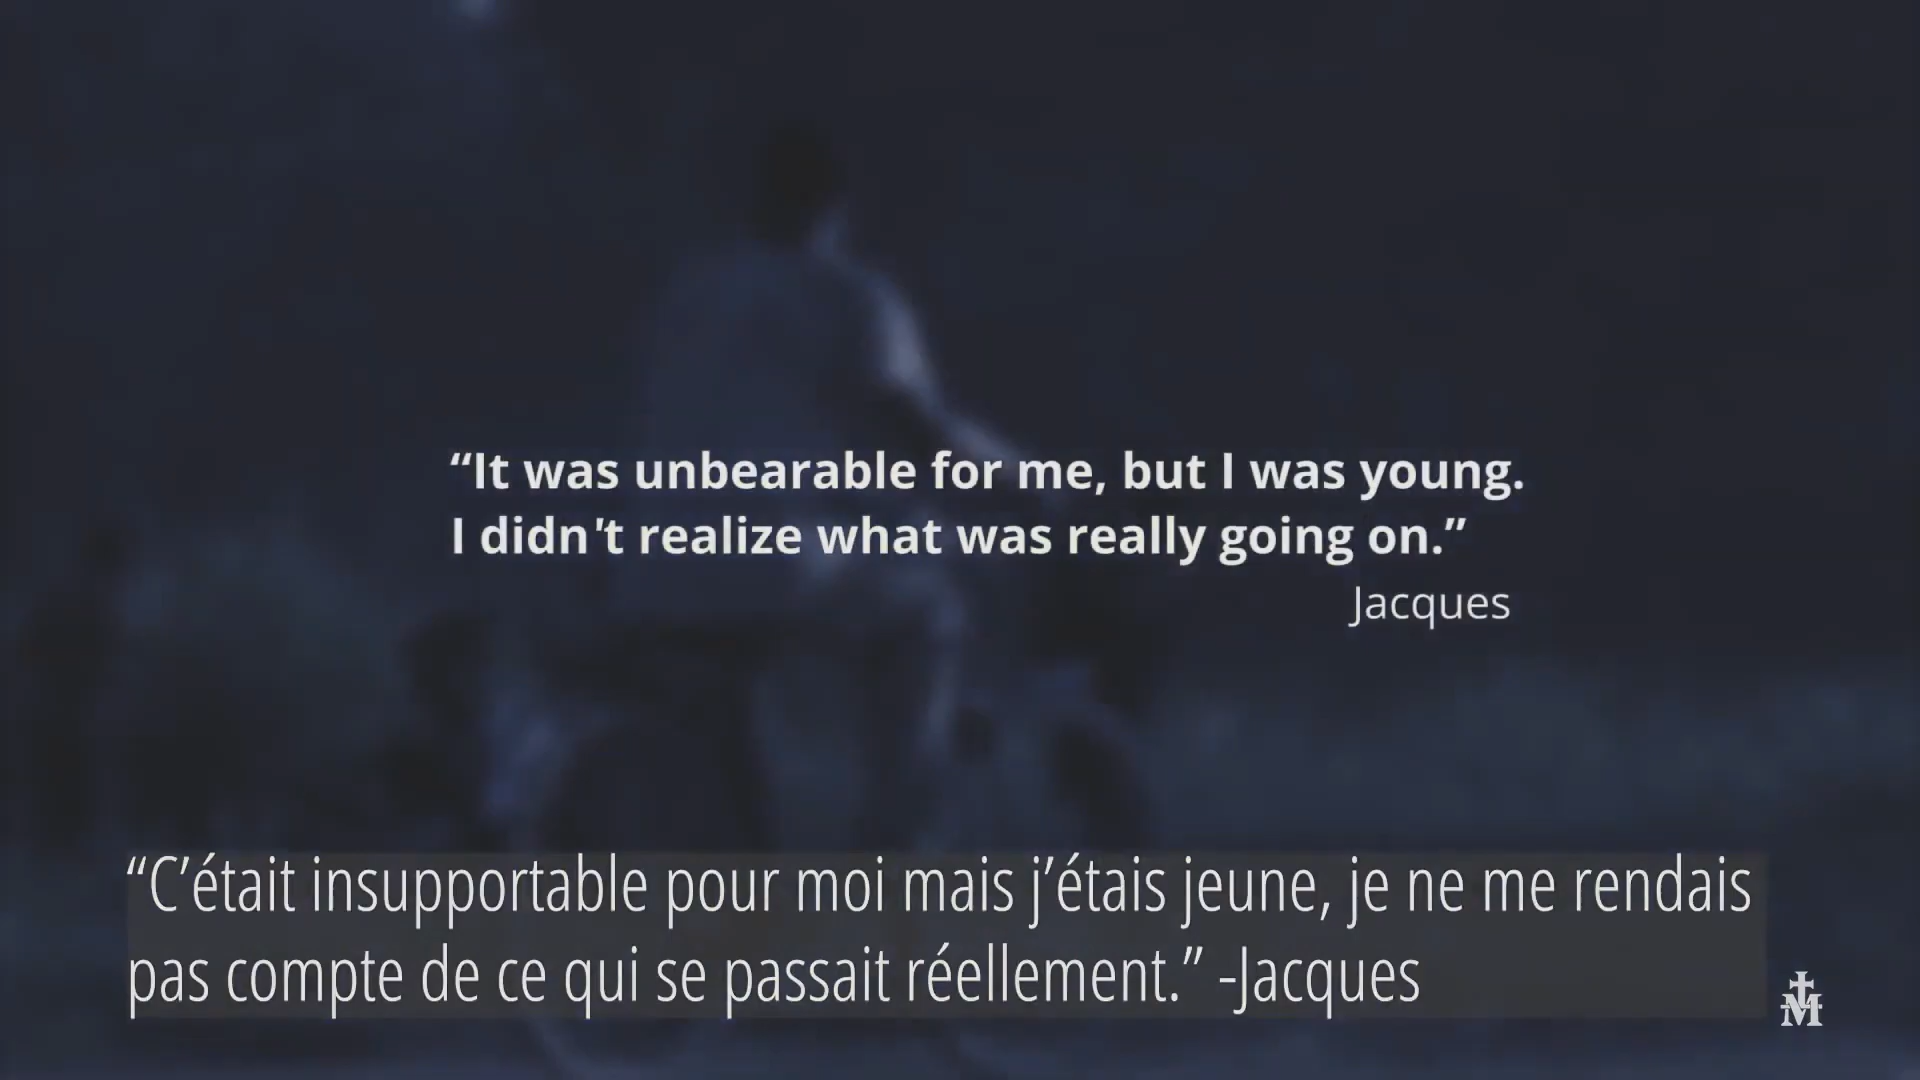 “It was unbearable for me, but I was young.
I didn't realize what was really going on.”
Jacques
“C’était insupportable pour moi mais j’étais jeune, je ne me rendais
pas compte de ce qui se passait réellement.” -Jacques
M